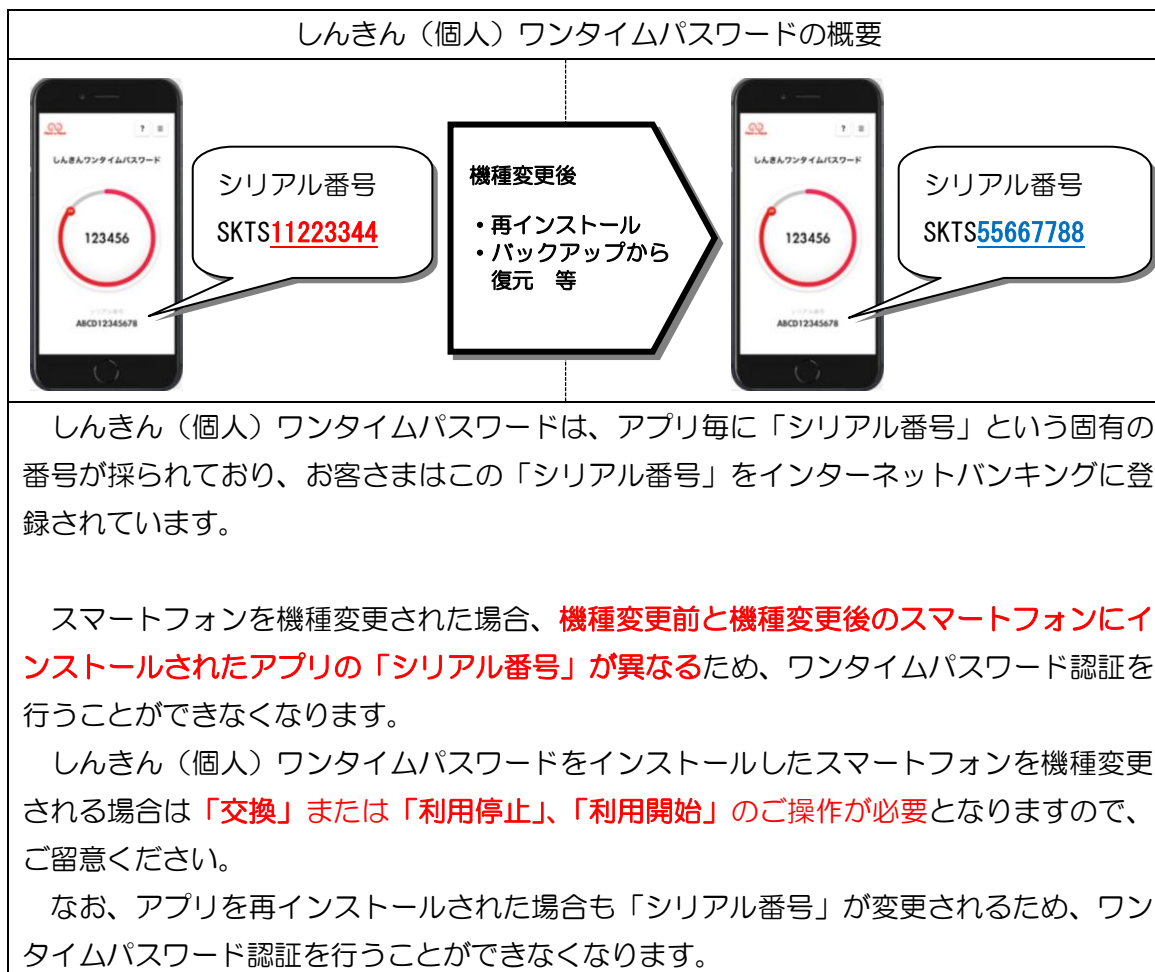 しんきん（個人）ワンタイムパスワードの概要
? ≡
しんきんワンタイムパスワード
123456
シリアル番号
ABCD12345678
シリアル番号
SKTS11223344
機種変更後
・再インストール
・バックアップから
復元　等
? ≡
しんきんワンタイムパスワード
123456
シリアル番号
ABCD12345678
シリアル番号
SKTS55667788
しんきん（個人）ワンタイムパスワードは、アプリ毎に「シリアル番号」という固有の
番号が採られており、お客さまはこの「シリアル番号」をインターネットバンキングに登
録されています。
スマートフォンを機種変更された場合、機種変更前と機種変更後のスマートフォンにイ
ンストールされたアプリの「シリアル番号」が異なるため、ワンタイムパスワード認証を
行うことができなくなります。
しんきん（個人）ワンタイムパスワードをインストールしたスマートフォンを機種変更
される場合は「交換」または「利用停止」、「利用開始」のご操作が必要となりますので、
ご留意ください。
なお、アプリを再インストールされた場合も「シリアル番号」が変更されるため、ワン
タイムパスワード認証を行うことができなくなります。